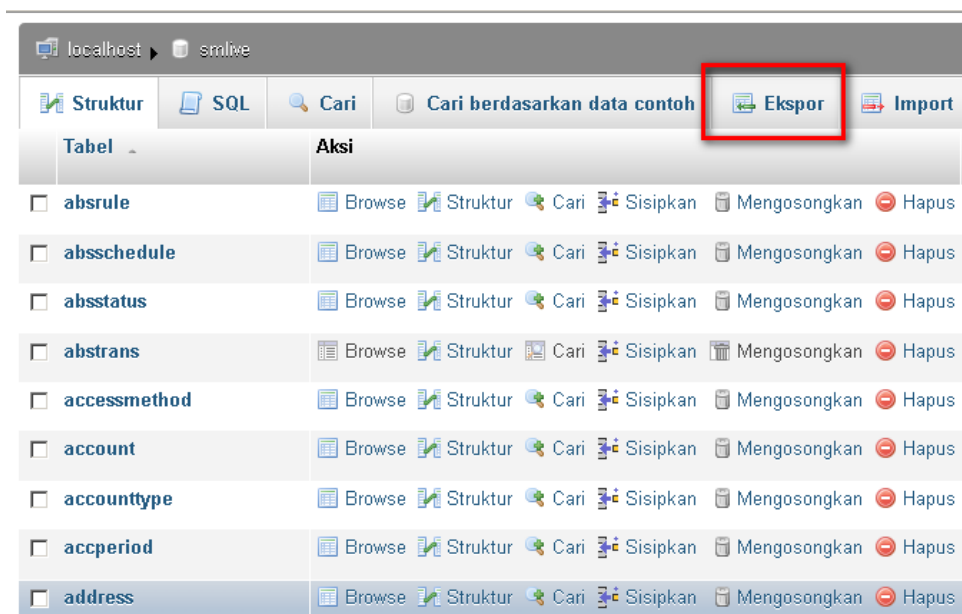 localhost smlive
Struktur SQL Cari Cari berdasarkan data contoh Ekspor Import
Tabel Aksi
absrule Browse Struktur Cari Sisipkan Mengosongkan Hapus
absschedule Browse Struktur Cari Sisipkan Mengosongkan Hapus
absstatus Browse Struktur Cari Sisipkan Mengosongkan Hapus
abstrans Browse Struktur Cari Sisipkan Mengosongkan Hapus
accessmethod Browse Struktur Cari Sisipkan Mengosongkan Hapus
account Browse Struktur Cari Sisipkan Mengosongkan Hapus
accounttype Browse Struktur Cari Sisipkan Mengosongkan Hapus
accperiod Browse Struktur Cari Sisipkan Mengosongkan Hapus
address Browse Struktur Cari Sisipkan Mengosongkan Hapus